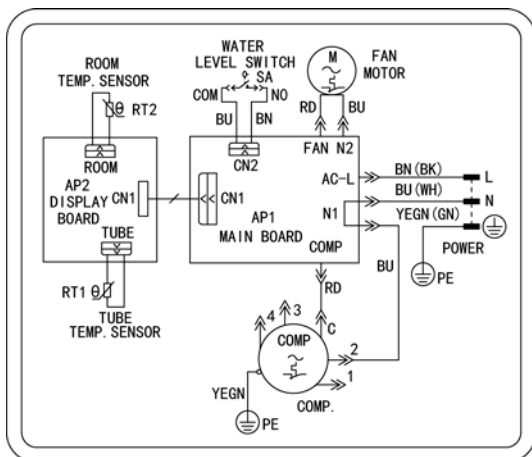 ROOM
TEMP. SENSOR
RT2
ROOM
AP2
DISPLAY
BOARD
CN1
TUBE
RT1
TUBE
TEMP. SENSOR
WATER
LEVEL SWITCH
SA
COM
NO
BU
BN
CN2
CN1
AP1
MAIN BOARD
M
FAN
MOTOR
RD
BU
FAN N2
AC-L
N1
COMP
BN(BK)
L
BU(WH)
N
YEGN(GN)
POWER
PE
BU
RD
4
3
C
COMP
2
1
YEGN
COMP.
PE